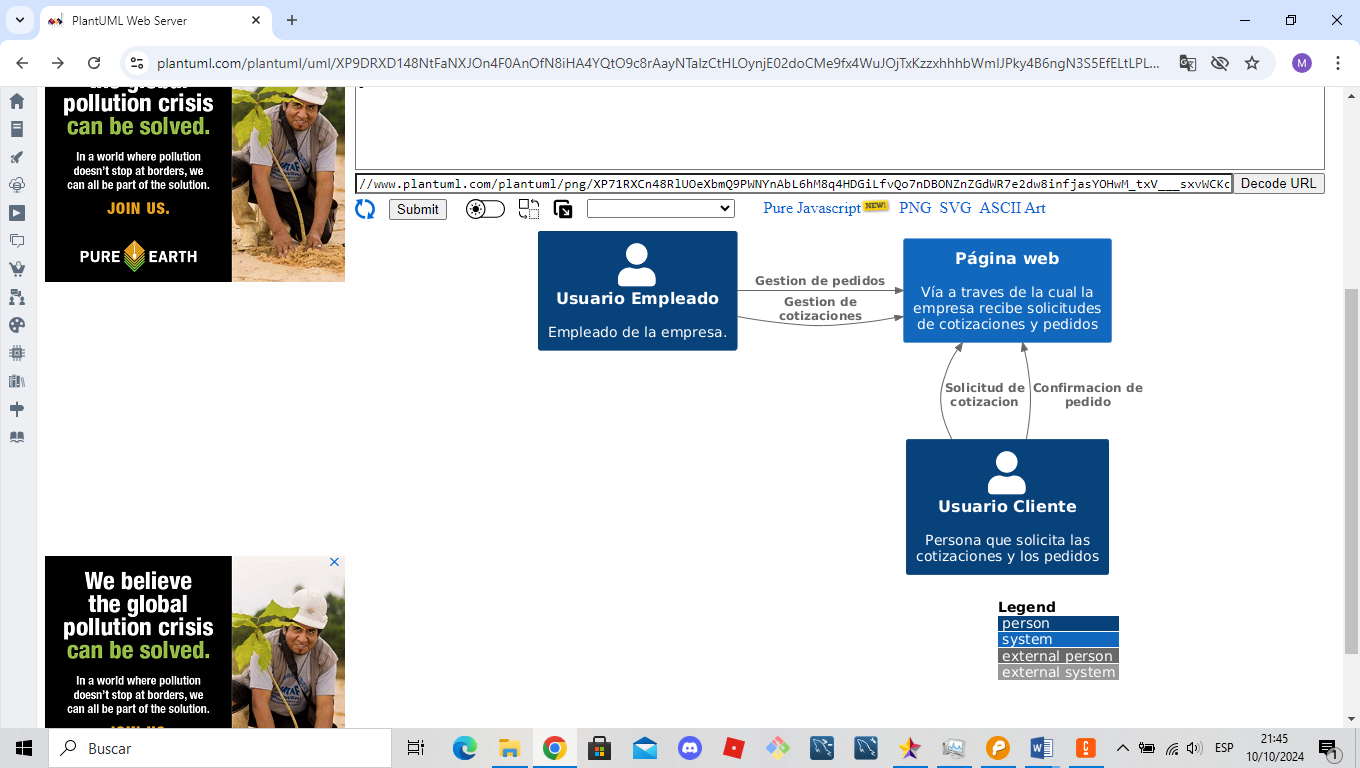 PlantUML Web Server
plantuml.com/plantuml/uml/XP9DRXD148NtFaNXJOn4F0AnOfN8iHA4YQtO9c8rAayNTalzCtHLOynjE02doCMe9fx4WuJOjTxKzzxhhhbWmIJPky4B6ngN3S5EfELtLPL...
M
pollution crisis
can be solved.
In a world where pollution
doesn't stop at borders, we
can all be part of the solution.
JOIN US.
PURE EARTH
//www.plantuml.com/plantuml/png/XP71RXCn48RlUOeXbmQ9PWNYnAbL6hM8q4HDGiLfvQo7nDBONZnZGdWR7e2dw8infjasYOHwM_txV___sxvWCKc
Decode URL
Submit
Pure Javascript NEW! PNG SVG ASCII Art
Usuario Empleado
Empleado de la empresa.
Gestion de pedidos
Gestion de
cotizaciones
Página web
Vía a traves de la cual la
empresa recibe solicitudes
de cotizaciones y pedidos
Solicitud de
cotizacion
Confirmacion de
pedido
Usuario Cliente
Persona que solicita las
cotizaciones y los pedidos
Legend
person
system
external person
external system
We believe
the global
pollution crisis
can be solved.
In a world where pollution
doesn't stop at borders, we
can all be part of the solution.
Buscar
ESP
21:45
10/10/2024
1